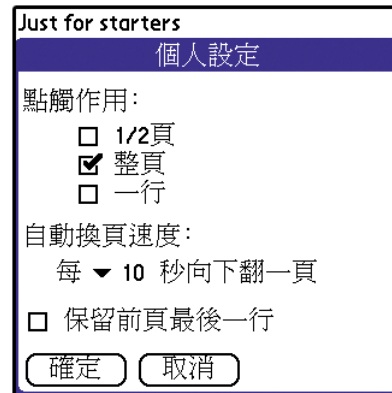 Just for starters
個人設定
點觸作用:
1/2頁
整頁
一行
自動換頁速度:
每 10 秒向下翻一頁
保留前頁最後一行
確定 取消